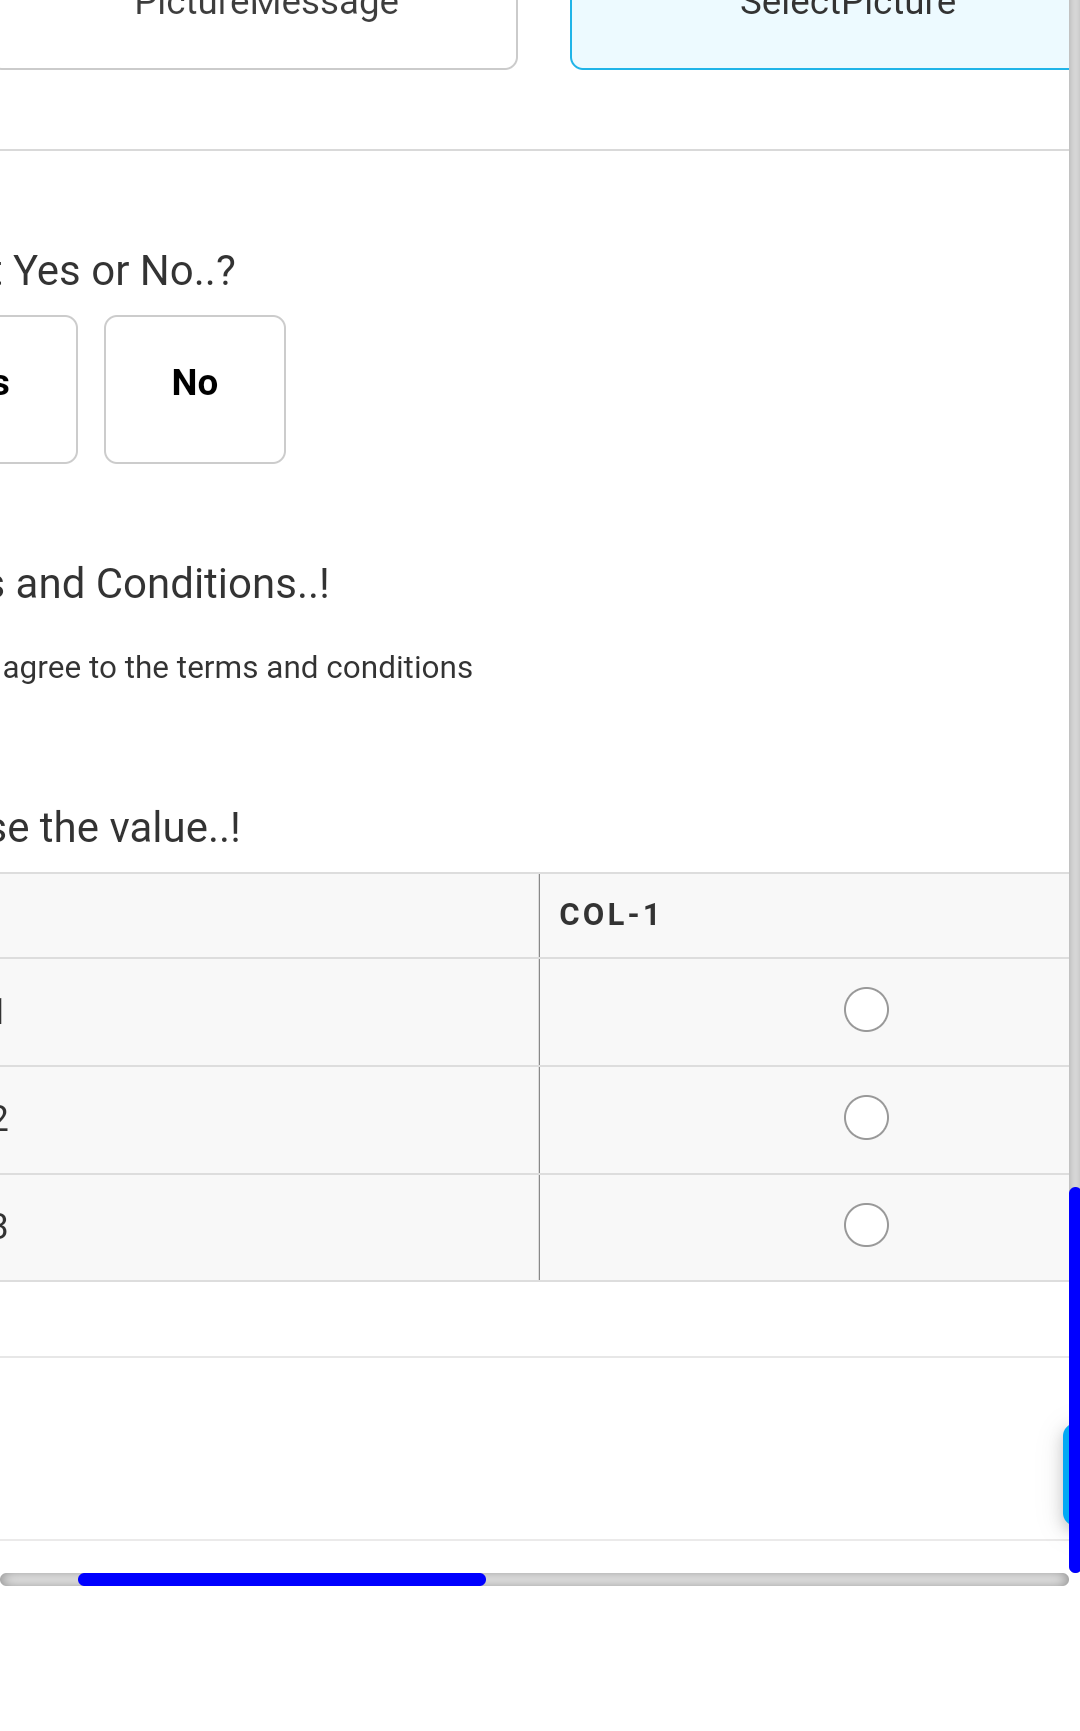 PictureMessage SelectPicture
Yes or No..?
s No
s and Conditions..!
agree to the terms and conditions
se the value..!
COL-1
2
3